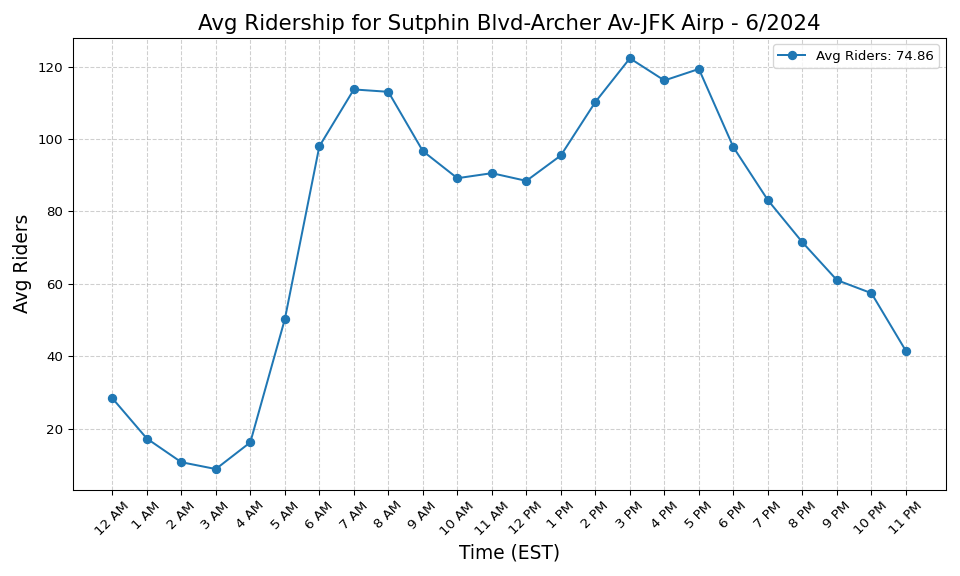 Avg Ridership for Sutphin Blvd-Archer Av-JFK Airp - 6/2024
Avg Riders: 74.86
Avg Riders
120
100
80
60
40
20
12 AM
1 AM
2 AM
3 AM
4 AM
5 AM
6 AM
7 AM
8 AM
9 AM
10 AM
11 AM
12 PM
1 PM
2 PM
3 PM
4 PM
5 PM
6 PM
7 PM
8 PM
9 PM
10 PM
11 PM
Time (EST)